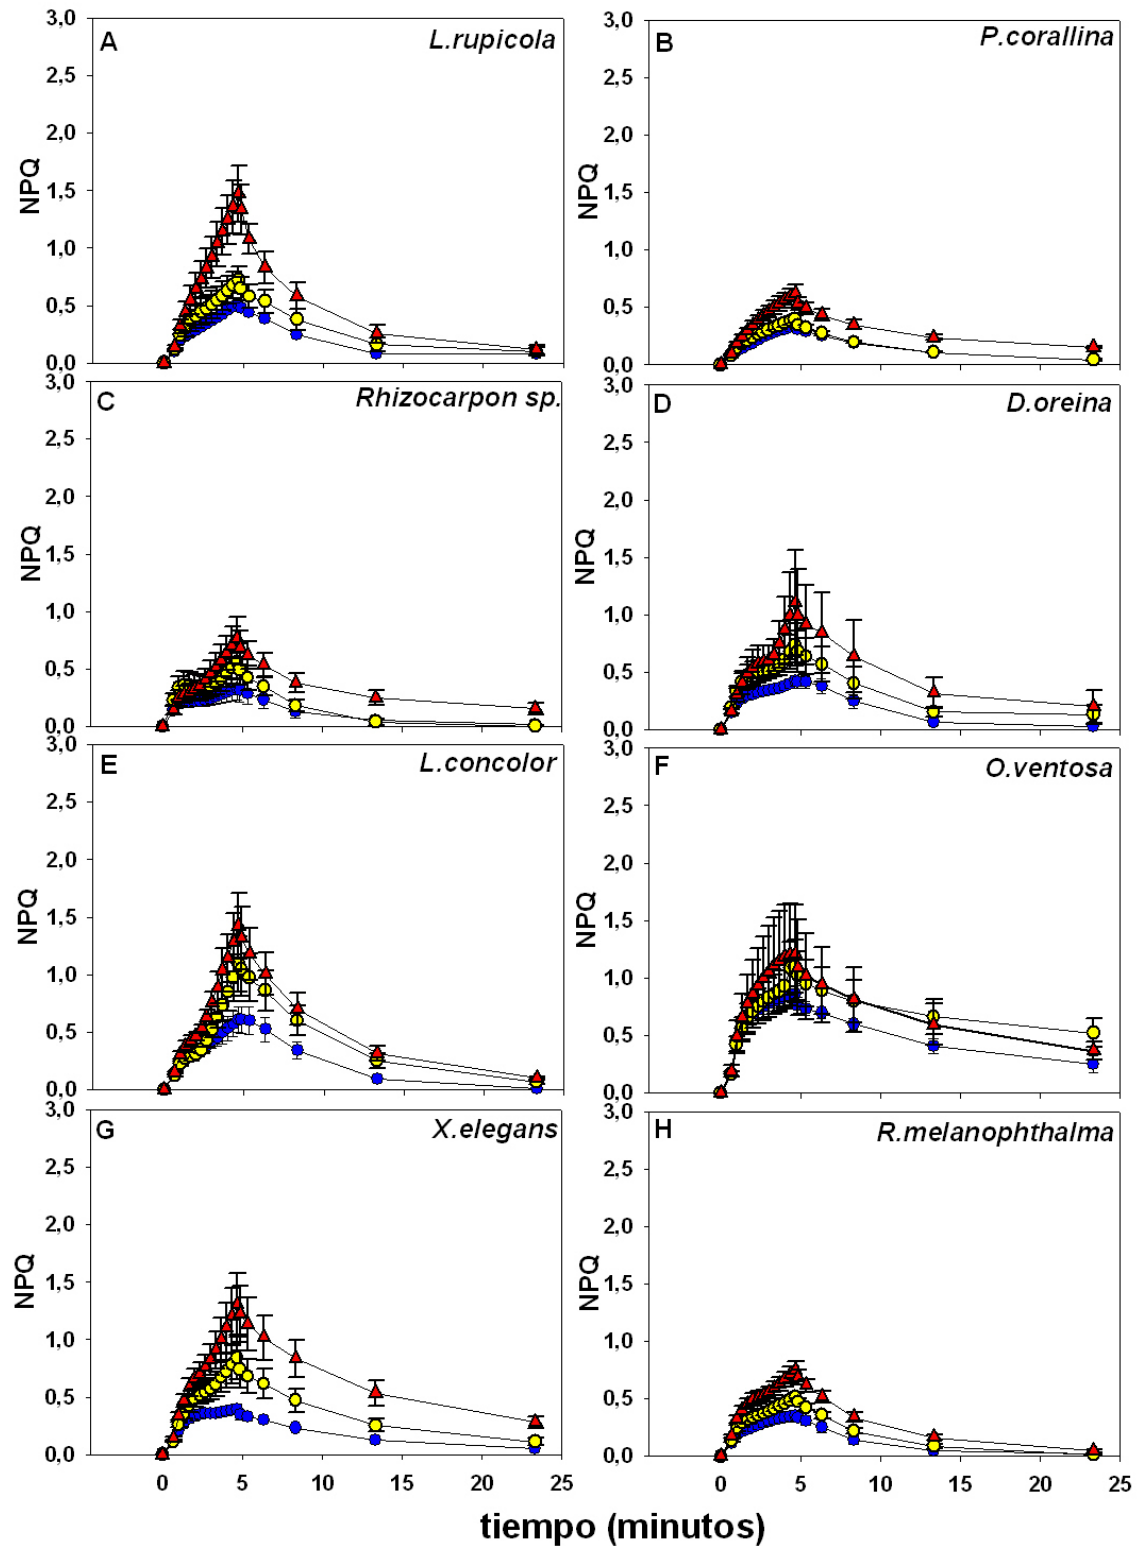 A
L.rupicola
NPQ
3,0
2,5
2,0
1,5
1,0
0,5
0,0
B
P.corallina
NPQ
3,0
2,5
2,0
1,5
1,0
0,5
0,0
C
Rhizocarpon sp.
NPQ
3,0
2,5
2,0
1,5
1,0
0,5
0,0
D
D.oreina
NPQ
3,0
2,5
2,0
1,5
1,0
0,5
0,0
E
L.concolor
NPQ
3,0
2,5
2,0
1,5
1,0
0,5
0,0
F
O.ventosa
NPQ
3,0
2,5
2,0
1,5
1,0
0,5
0,0
G
X.elegans
NPQ
3,0
2,5
2,0
1,5
1,0
0,5
0,0
0 5 10 15 20 25
H
R.melanophthalma
NPQ
3,0
2,5
2,0
1,5
1,0
0,5
0,0
0 5 10 15 20 25
tiempo (minutos)